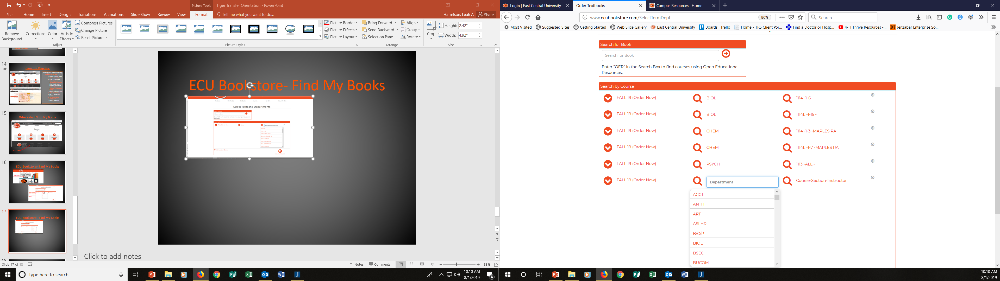 Picture Tools
Tiger Transfer Orientation - PowerPoint
File
Home
Insert
Design
Transitions
Animations
Slide Show
Review
View
Format
Tell me what you want to do...
Harrelson, Leah A
Share
Remove
Background
Corrections
Color
Artistic
Effects
Compress Pictures
Change Picture
Reset Picture
Adjust
Picture Styles
Picture Border
Picture Effects
Picture Layout
Bring Forward
Send Backward
Selection Pane
Align
Group
Rotate
Arrange
Crop
Height: 2.42"
Width: 4.92"
Size
14
Campus Map Key
Finding your class's building
15
Where do I Find My Books
Login
16
ECU Bookstore- Find My Books
PRICE MATCH
17
ECU Bookstore- Find My Books
18
ECU Bookstore- Find My Books
Select Term and Departments
Click to add notes
Slide 17 of 18
Notes
Comments
83%
Type here to search
10:10 AM
8/1/2019
4
Login | East Central University
Order Textbooks
Campus Resources | Home
www.ecubookstore.com/SelectTermDept
80%
Search
Most Visited
Suggested Sites
Getting Started
Web Slice Gallery
East Central University
Boards | Trello
Home - TRS Client Por...
Find a Doctor or Hosp...
4-H Thrive Resources -...
Jenzabar Enterprise So...
Search for Book
Search for Book
Enter "OER" in the Search Box to find courses using Open Educational
Resources.
Search by Course
FALL 19 (Order Now) BIOL 1114 -1-6 -
FALL 19 (Order Now) BIOL 1114L -1-15 -
FALL 19 (Order Now) CHEM 1114 -1-3 -MAPLES RA
FALL 19 (Order Now) CHEM 1114L -1-7 -MAPLES RA
FALL 19 (Order Now) PSYCH 1113 -ALL -
FALL 19 (Order Now) Department Course-Section-Instructor
ACCT
ANTH
ART
ASLHR
B/C/P
BIOL
BSEC
BUCOM
10:10 AM
8/1/2019